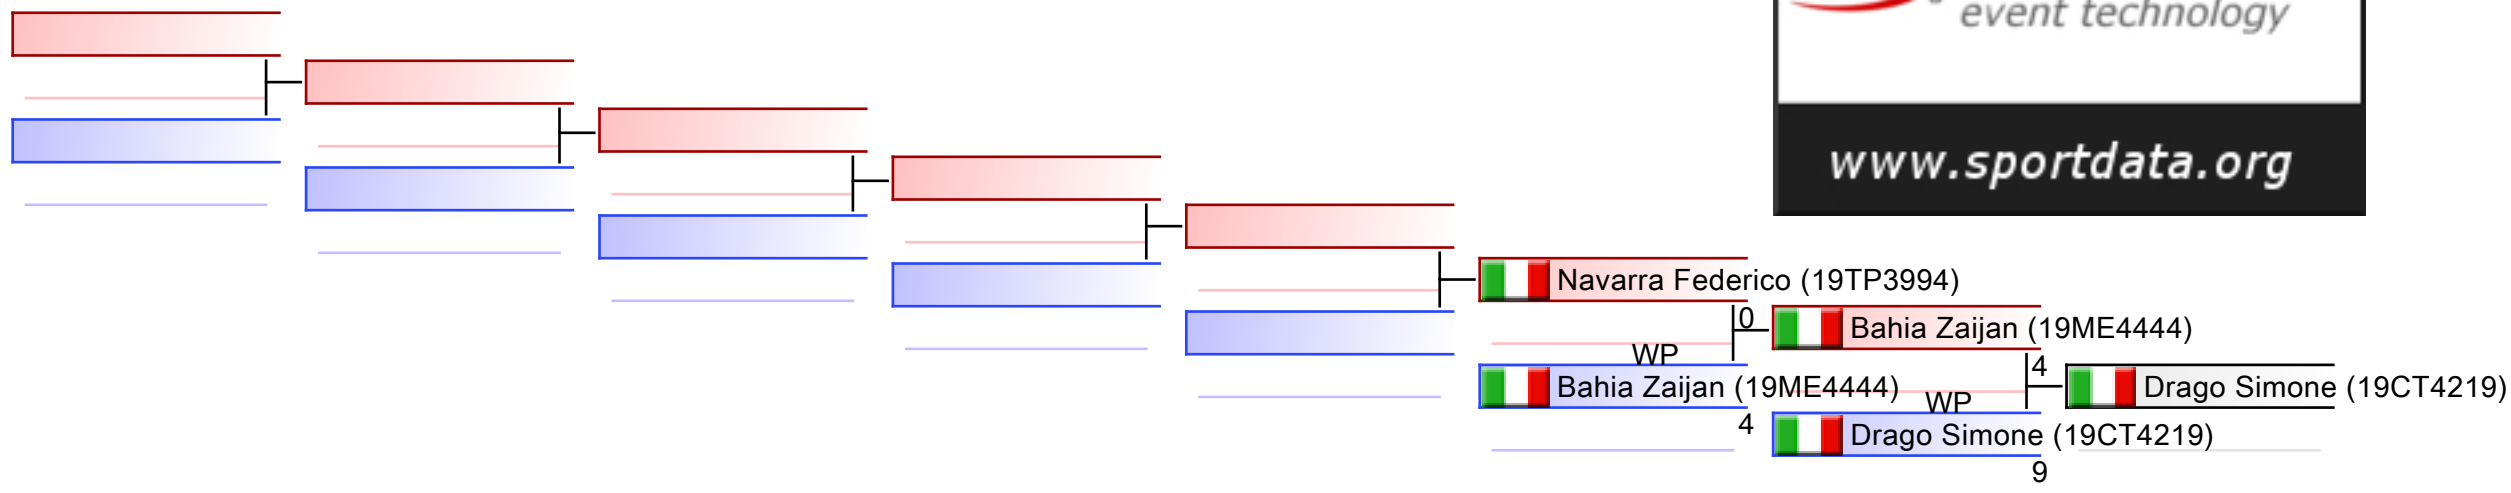 event technology
www.sportdata.org
Navarra Federico (19TP3994)
0
Bahia Zaijan (19ME4444)
WP
4
Bahia Zaijan (19ME4444)
Drago Simone (19CT4219)
WP
4
Drago Simone (19CT4219)
9